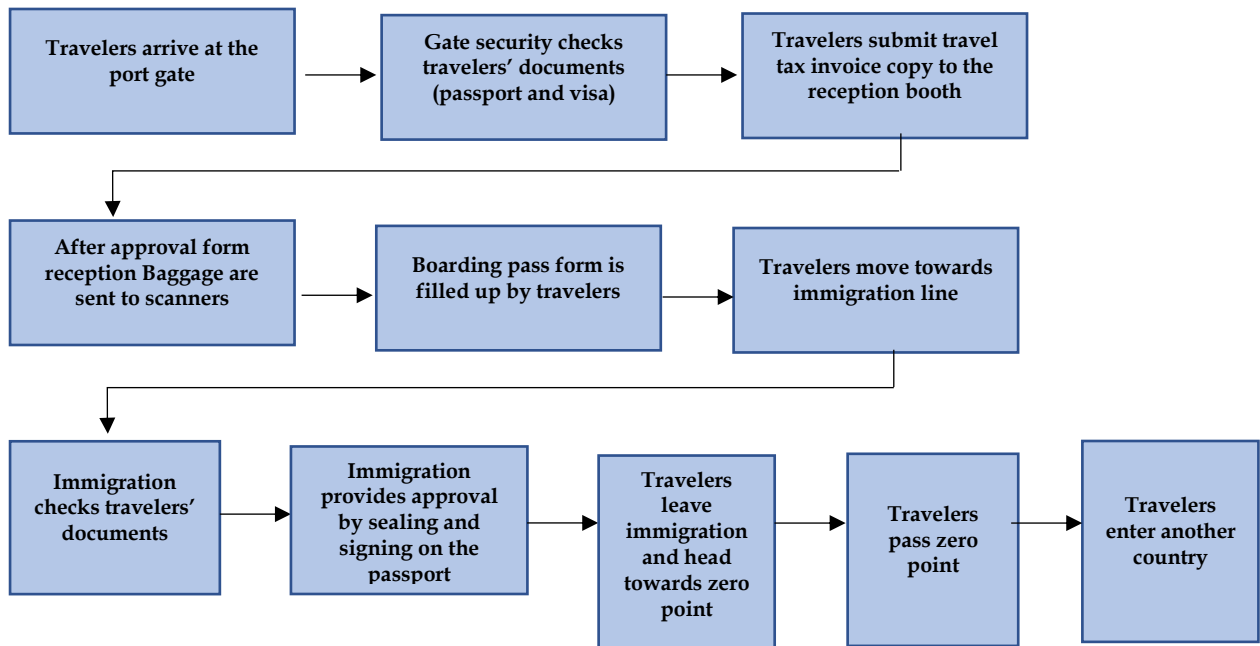 Travelers arrive at the
port gate
Gate security checks
travelers’ documents
(passport and visa)
Travelers submit travel
tax invoice copy to the
reception booth
After approval form
reception Baggage are
sent to scanners
Boarding pass form is
filled up by travelers
Travelers move towards
immigration line
Immigration
checks travelers’
documents
Immigration
provides approval
by sealing and
signing on the
passport
Travelers
leave
immigration
and head
towards zero
point
Travelers
pass zero
point
Travelers
enter another
country